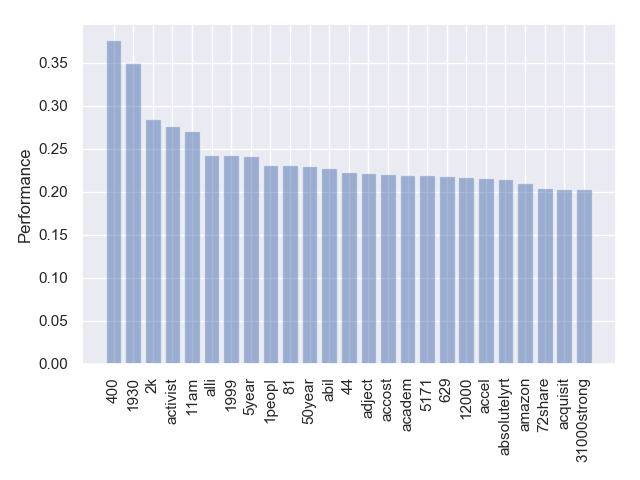 Performance
0.35
0.30
0.25
0.20
0.15
0.10
0.05
0.00
400
1930
2k
activist
11am
alli
1999
5year
1peopl
81
50year
abil
44
adject
accost
academ
5171
629
12000
accel
absolutelyrt
amazon
72share
acquisit
31000strong